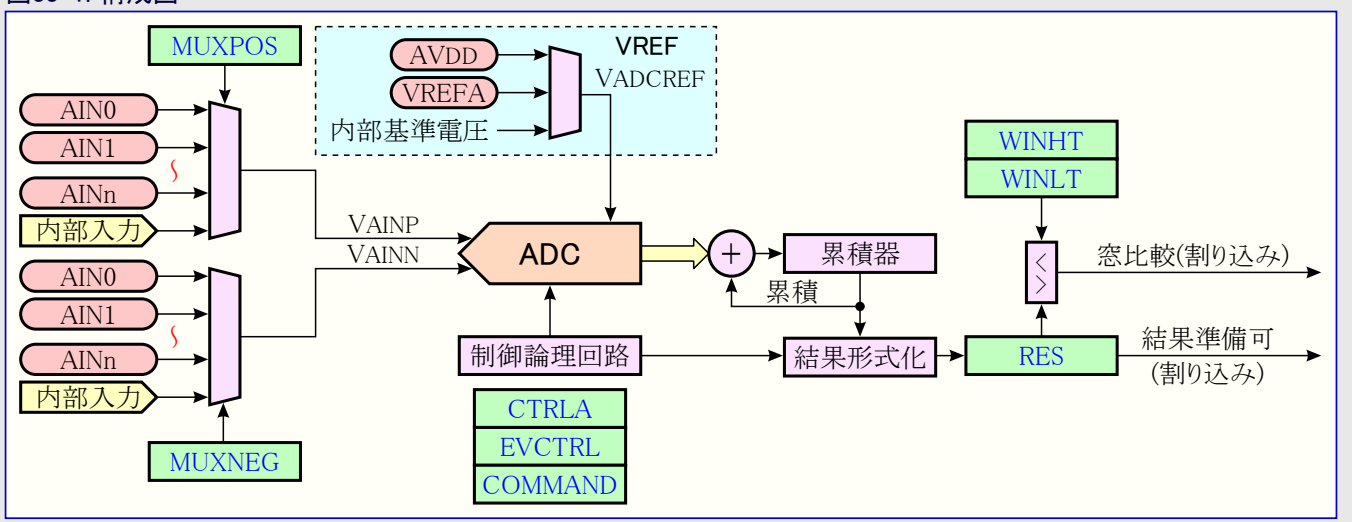 MUXPOS
AIN0
AIN1
AINn
内部入力
AIN0
AIN1
AINn
内部入力
MUXNEG
VREF
VADCREF
AVDD
VREFA
内部基準電圧
VAINP
VAINN
ADC
+
累積器
累積
制御論理回路
結果形式化
CTRLA
EVCTRL
COMMAND
WINHT
WINLT
<
>
RES
窓比較(割り込み)
結果準備可
(割り込み)